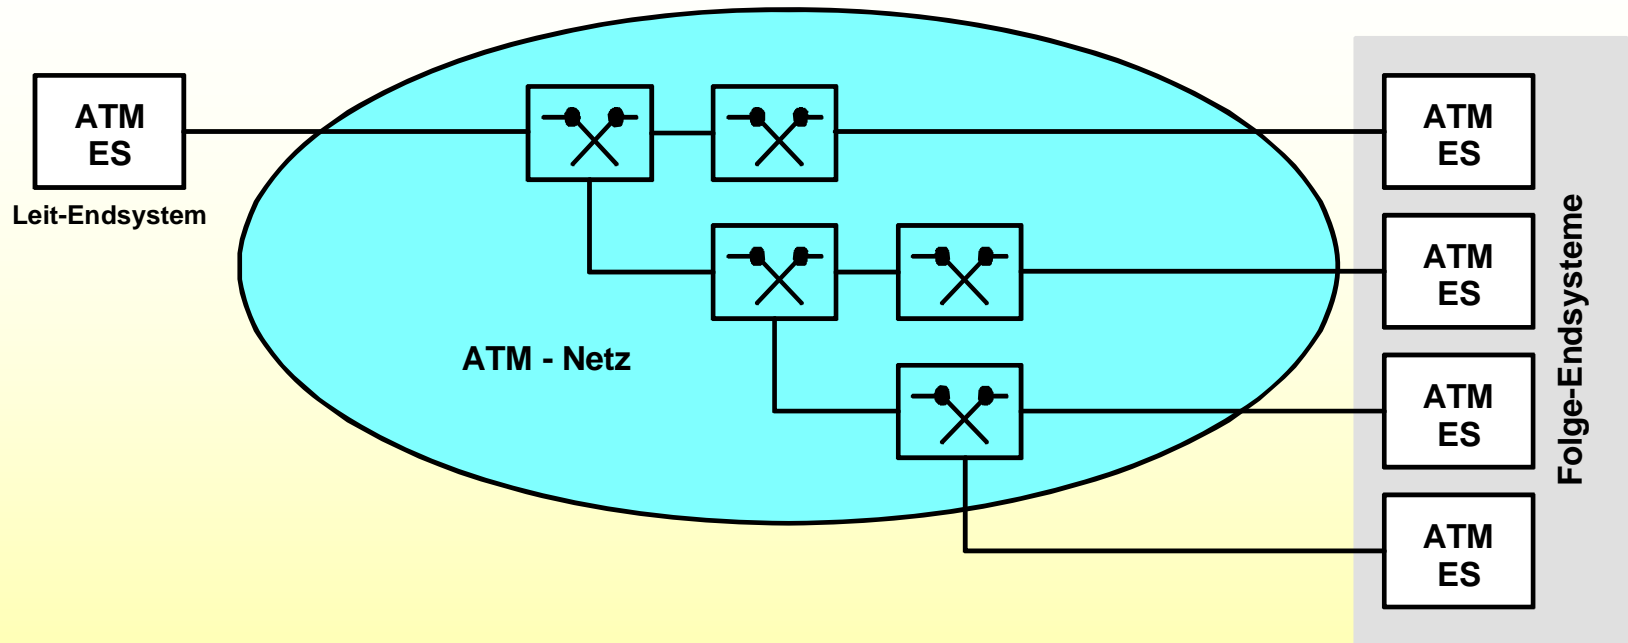 ATM
ES
Leit-Endsystem
ATM - Netz
ATM
ES
ATM
ES
ATM
ES
ATM
ES
Folge-Endsysteme